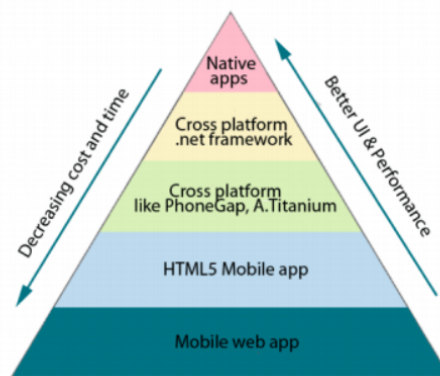 Native
apps
Cross platform
.net framework
Cross platform
like PhoneGap, A.Titanium
HTML5 Mobile app
Mobile web app
Decreasing cost and time
Better UI & Performance